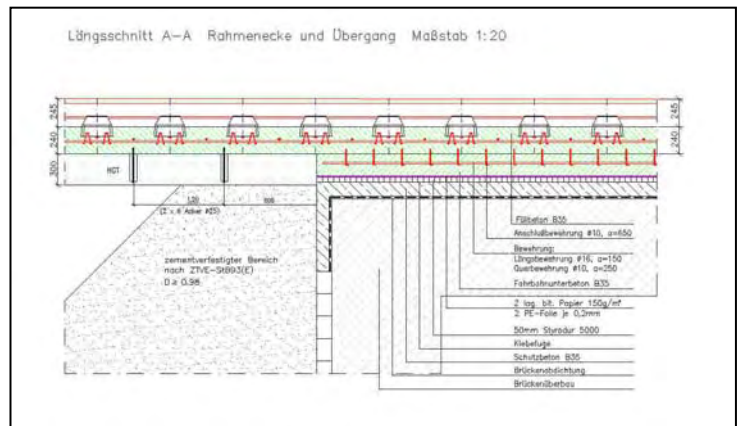 Längsschnitt A-A Rahmenecke und Übergang Maßstab 1:20
245
240
300
245
240
HGT
(2 x 6 Anker #25)
zementverfestigter Bereich
nach ZTVE-StB93(E)
D ≥ 0.98
Füllbeton B35
Anschlußbewehrung #10, a=650
Bewehrung:
Längsbewehrung #16, a=150
Querbewehrung #10, a=250
Fahrbahnunterbeton B35
2 lag. bit. Papier 150g/m²
2 PE-Folie je 0,2mm
50mm Styrodur 5000
Klebefuge
Schutzbeton B35
Brückenabdichtung
Brückenüberbau